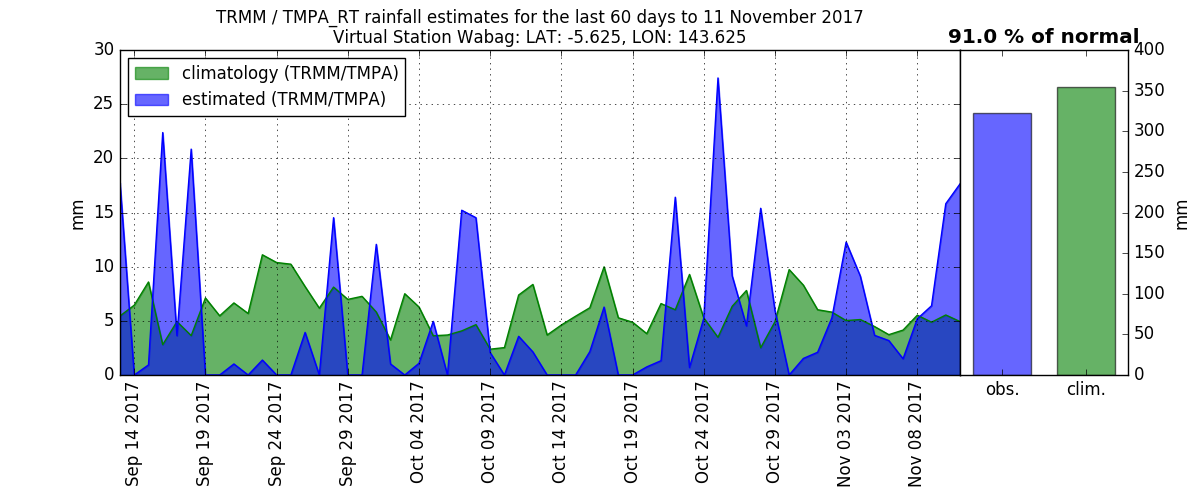 TRMM / TMPA_RT rainfall estimates for the last 60 days to 11 November 2017
Virtual Station Wabag: LAT: -5.625, LON: 143.625
91.0 % of normal
climatology (TRMM/TMPA)
estimated (TRMM/TMPA)
mm
30
25
20
15
10
5
0
Sep 14 2017
Sep 19 2017
Sep 24 2017
Sep 29 2017
Oct 04 2017
Oct 09 2017
Oct 14 2017
Oct 19 2017
Oct 24 2017
Oct 29 2017
Nov 03 2017
Nov 08 2017
obs.
clim.
400
350
300
250
200
150
100
50
0
mm